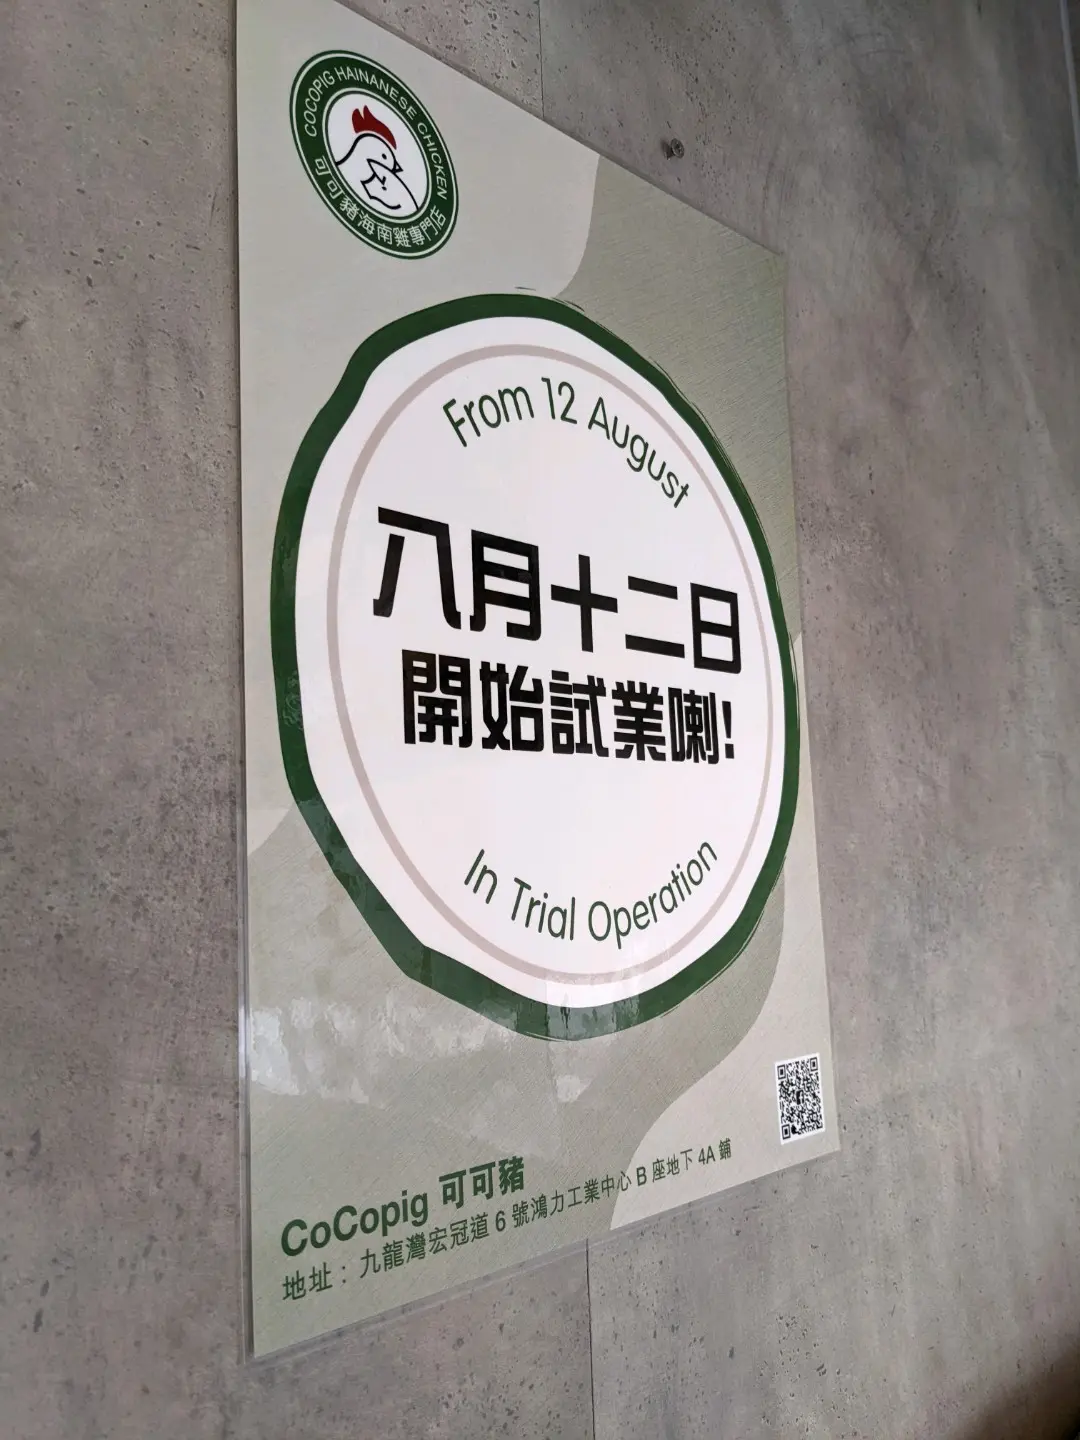 COCOPIG HAINANESE CHICKEN
可可豬海南雞專門店
From 12 August
八月十二日
開始試業喇!
In Trial Operation
CoCopig 可可豬
地址：九龍灣宏冠道 6 號鴻力工業中心 B 座地下 4A 鋪